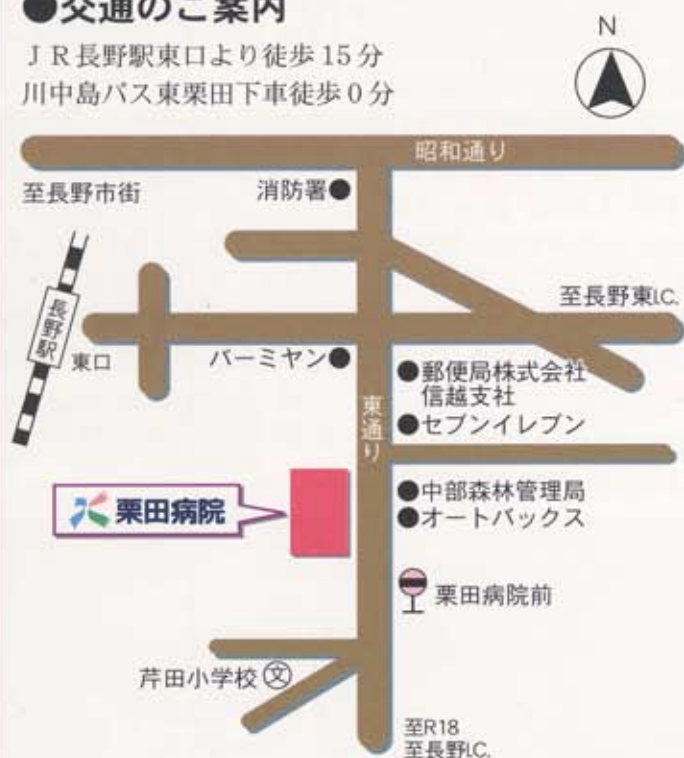 ●交通のご案内
JR長野駅東口より徒歩15分
川中島バス東栗田下車徒歩0分
N
昭和通り
至長野市街
消防署●
至長野東I.C.
長野駅
東口
バーミヤン●
●郵便局株式会社
信越支社
●セブンイレブン
東通り
栗田病院
●中部森林管理局
●オートバックス
栗田病院前
芹田小学校
文
至R18
至長野I.C.